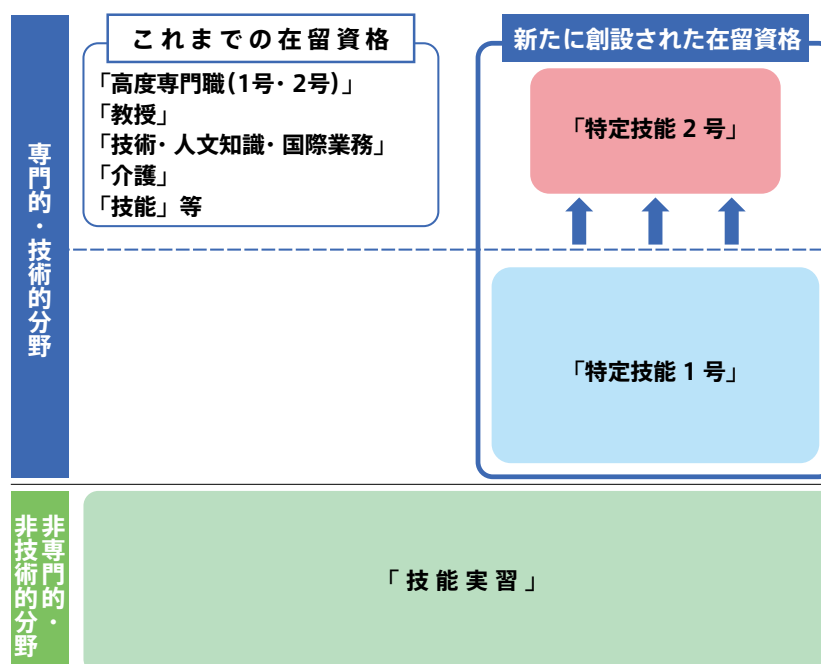 これまでの在留資格
「高度専門職（1号・2号）」
「教授」
「技術・人文知識・国際業務」
「介護」
「技能」等
新たに創設された在留資格
「特定技能 2 号」
「特定技能 1 号」
専門的・技術的分野
非専門的・
非技術的分野
「技能実習」